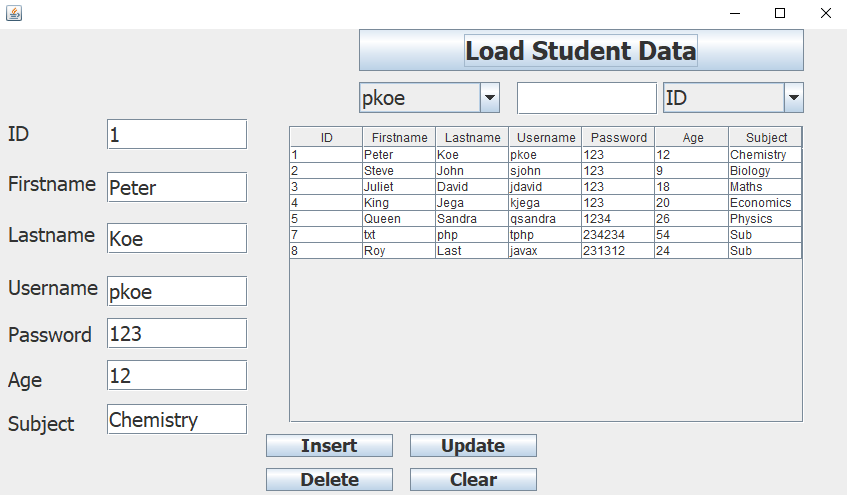 Load Student Data
pkoe ID
ID 1
Firstname Peter
Lastname Koe
Username pkoe
Password 123
Age 12
Subject Chemistry
ID Firstname Lastname Username Password Age Subject
1 Peter Koe pkoe 123 12 Chemistry
2 Steve John sjohn 123 9 Biology
3 Juliet David jdavid 123 18 Maths
4 King Jega kjega 123 20 Economics
5 Queen Sandra qsandra 1234 26 Physics
7 txt php tphp 234234 54 Sub
8 Roy Last javax 231312 24 Sub
Insert Update
Delete Clear